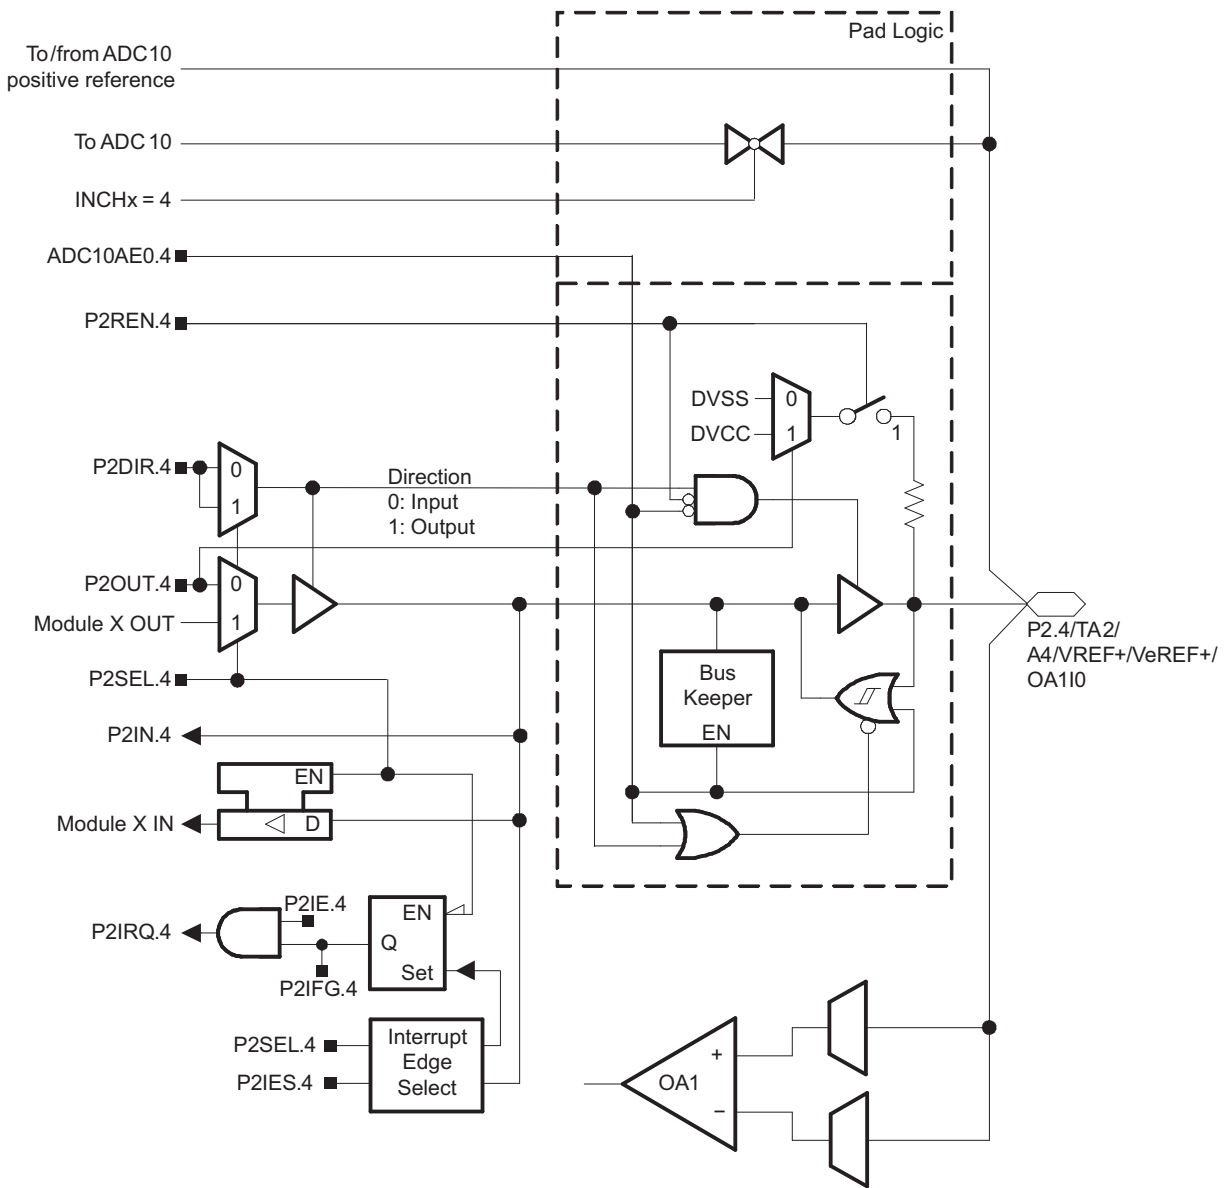 Pad Logic
To/from ADC10
positive reference
To ADC 10
INCHx = 4
ADC10AE0.4
P2REN.4
DVSS
0
DVCC
1
1
P2DIR.4
0
1
Direction
0: Input
1: Output
P2OUT.4
0
Module X OUT
1
P2.4/TA2/
A4/VREF+/VeREF+/
OA1I0
P2SEL.4
Bus
Keeper
EN
P2IN.4
EN
Module X IN
D
P2IE.4
EN
P2IRQ.4
Q
Set
P2IFG.4
P2SEL.4
P2IES.4
Interrupt
Edge
Select
+
OA1
−